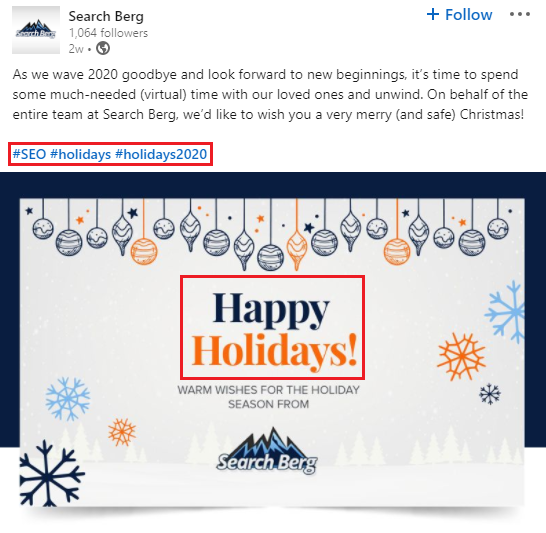 Search Berg
Search Berg
+ Follow
1,064 followers
2w •
As we wave 2020 goodbye and look forward to new beginnings, it's time to spend
some much-needed (virtual) time with our loved ones and unwind. On behalf of the
entire team at Search Berg, we'd like to wish you a very merry (and safe) Christmas!
#SEO #holidays #holidays2020
Happy
Holidays!
WARM WISHES FOR THE HOLIDAY
SEASON FROM
Search Berg